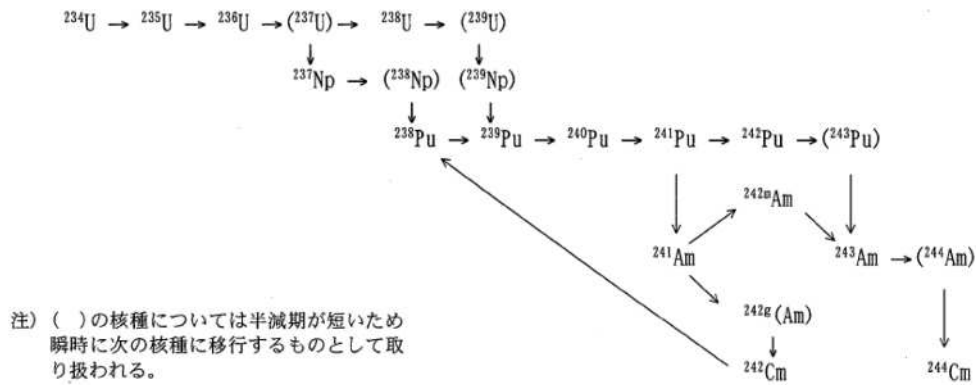 ²³⁴U → ²³⁵U → ²³⁶U → (²³⁷U) → ²³⁸U → (²³⁹U)
²³⁷Np → (²³⁸Np) (²³⁹Np)
²³⁸Pu → ²³⁹Pu → ²⁴⁰Pu → ²⁴¹Pu → ²⁴²Pu → (²⁴³Pu)
²⁴²ᵐAm
²⁴¹Am ²⁴³Am → (²⁴⁴Am)
²⁴²ᵍ(Am)
²⁴²Cm ²⁴⁴Cm
注) ( )の核種については半減期が短いため
瞬時に次の核種に移行するものとして取
り扱われる。